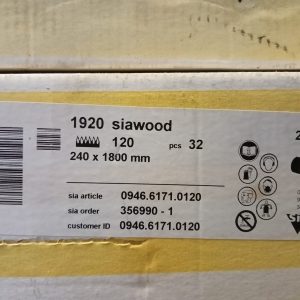 1920 siawood
120 pcs 32
240 x 1800 mm
sia article 0946.6171.0120
sia order 356990 - 1
customer ID 0946.6171.0120